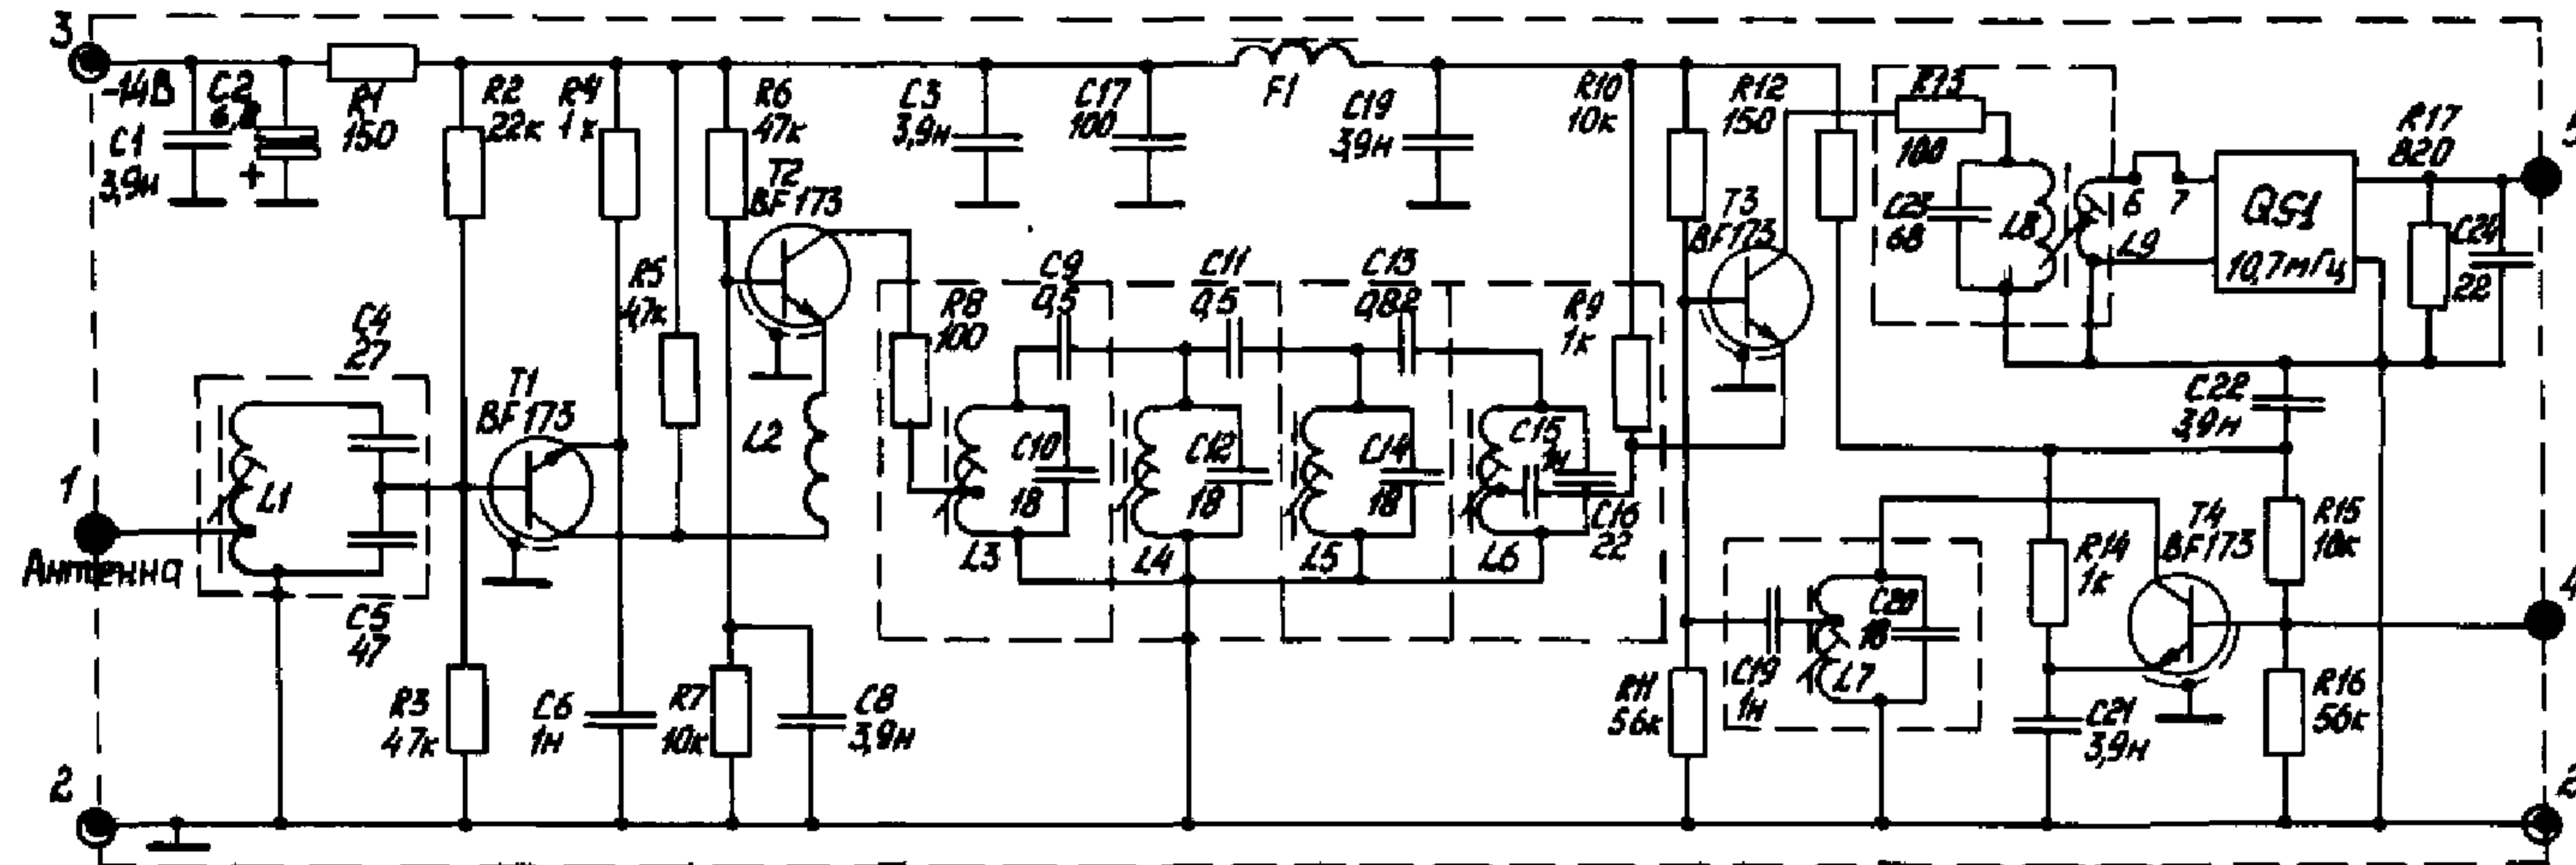 3
-14В
C1
3,9н
C2
R1
150
R2
22к
R4
1к
R6
47к
T2
BF173
C3
3,9н
C17
100
F1
C19
3,9н
R10
10к
R12
150
R13
100
C23
68
L8
L9
6
7
QS1
10,7мГц
R17
820
C24
22
R5
4,7к
C4
27
T1
BF173
L2
R8
100
C9
0,5
C11
0,5
C13
0,82
R9
1к
T3
BF173
C22
3,9н
1
Антенна
L1
C5
47
C10
18
L3
C12
18
L4
C14
18
L5
C15
1н
C16
22
L6
R14
1к
T4
BF173
R15
18к
4
R3
47к
C6
1н
R7
10к
C8
3,9н
R11
56к
C19
1н
C20
18
L7
C21
3,9н
R16
56к
2
2